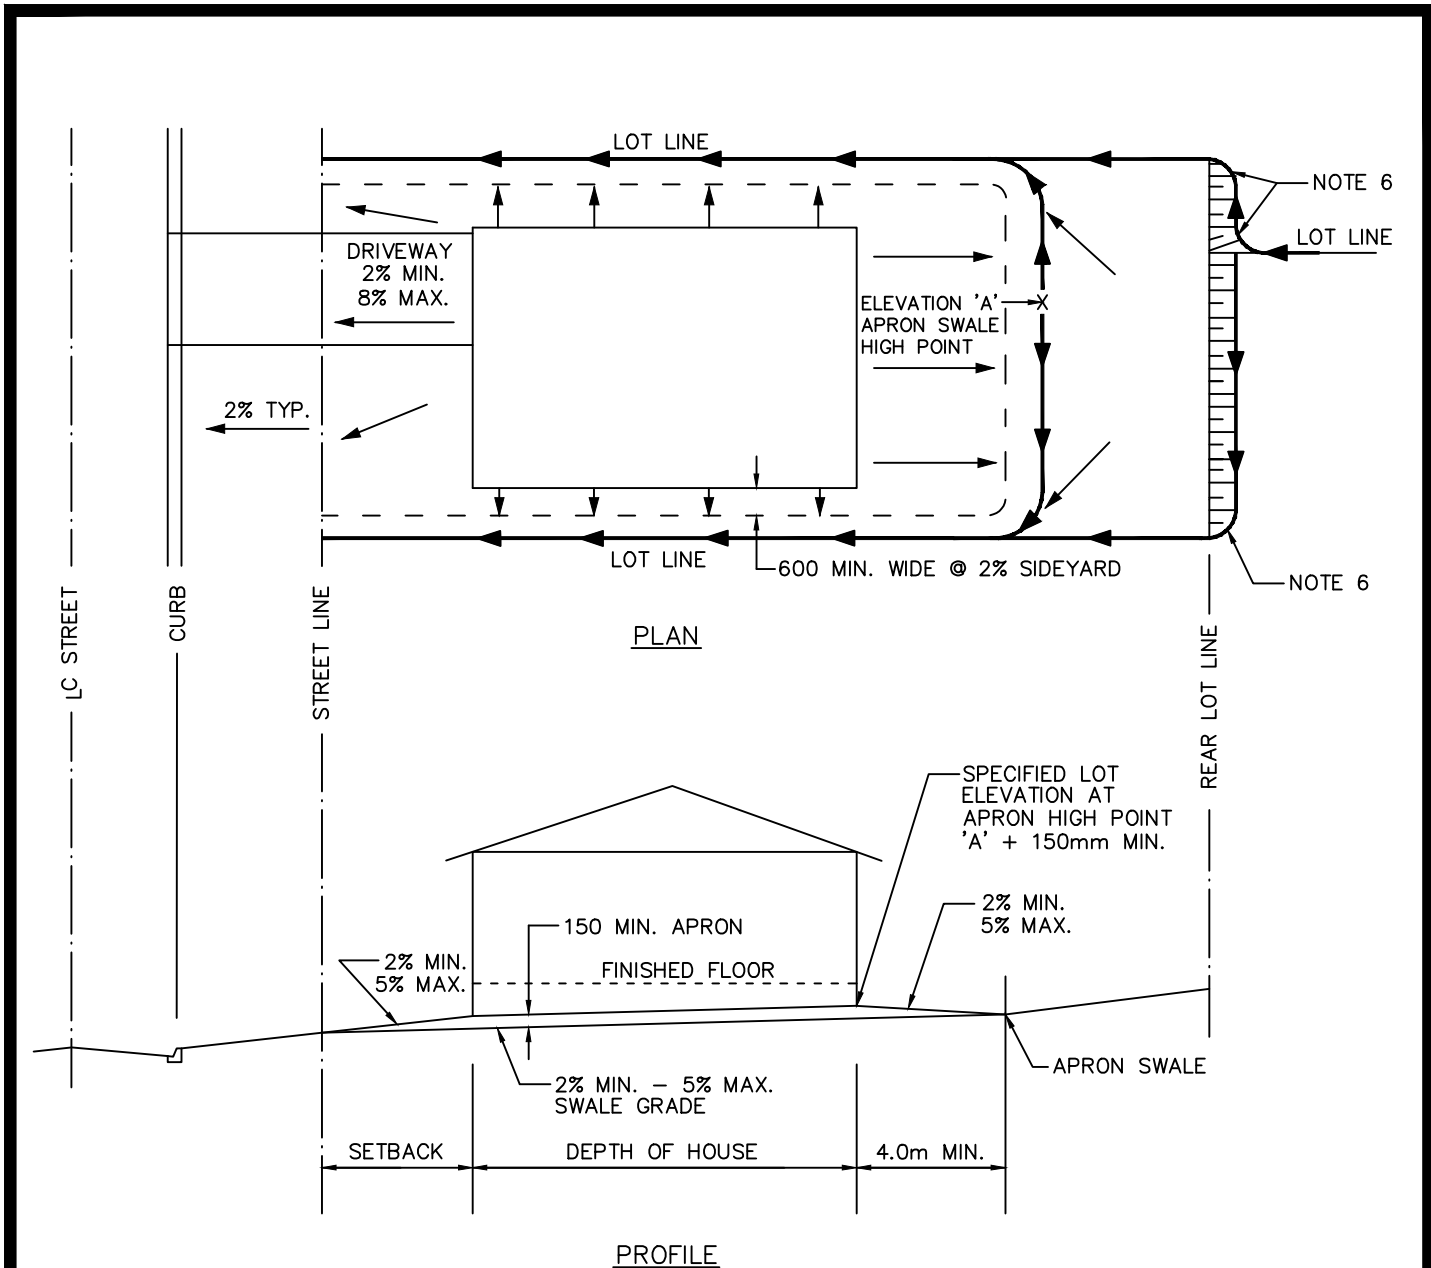 LOT LINE
NOTE 6
LOT LINE
DRIVEWAY
2% MIN.
8% MAX.
ELEVATION 'A'
APRON SWALE
HIGH POINT
X
2% TYP.
LOT LINE
600 MIN. WIDE @ 2% SIDEYARD
NOTE 6
LC STREET
CURB
STREET LINE
REAR LOT LINE
PLAN
SPECIFIED LOT
ELEVATION AT
APRON HIGH POINT
'A' + 150mm MIN.
2% MIN.
5% MAX.
150 MIN. APRON
2% MIN.
5% MAX.
FINISHED FLOOR
APRON SWALE
2% MIN. – 5% MAX.
SWALE GRADE
SETBACK
DEPTH OF HOUSE
4.0m MIN.
PROFILE